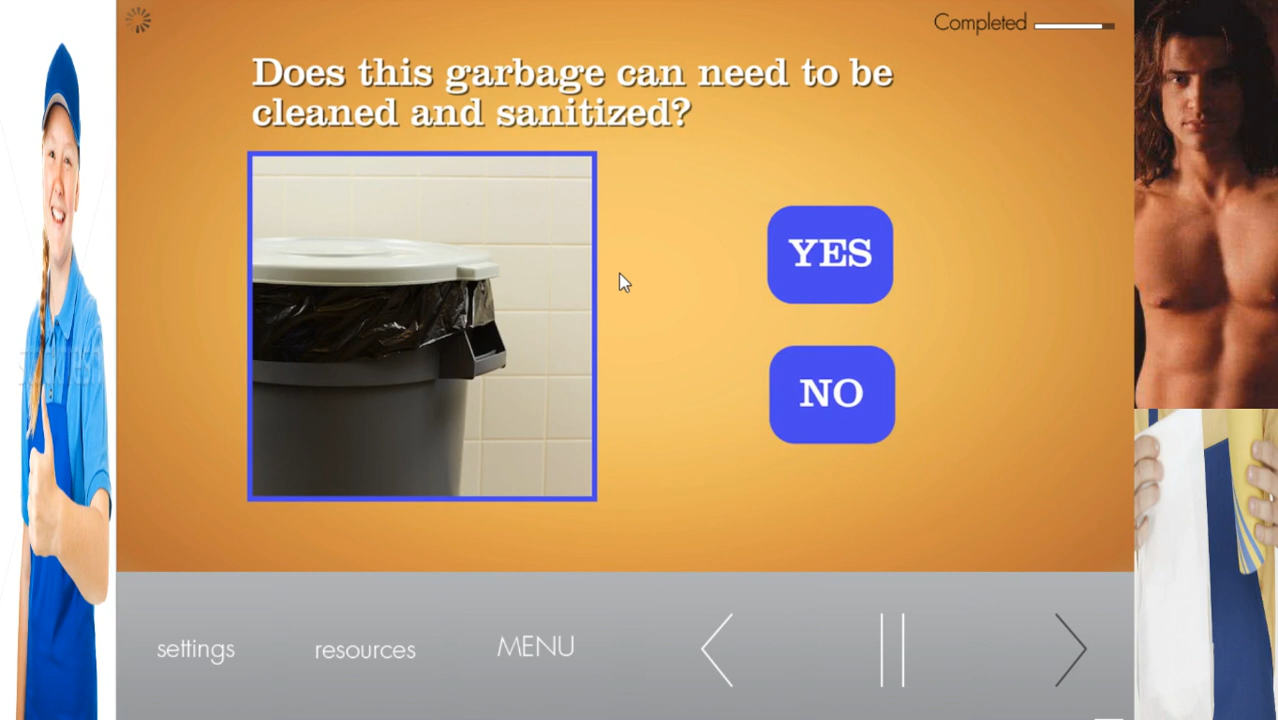 Completed
Does this garbage can need to be
cleaned and sanitized?
YES
NO
settings
resources
MENU